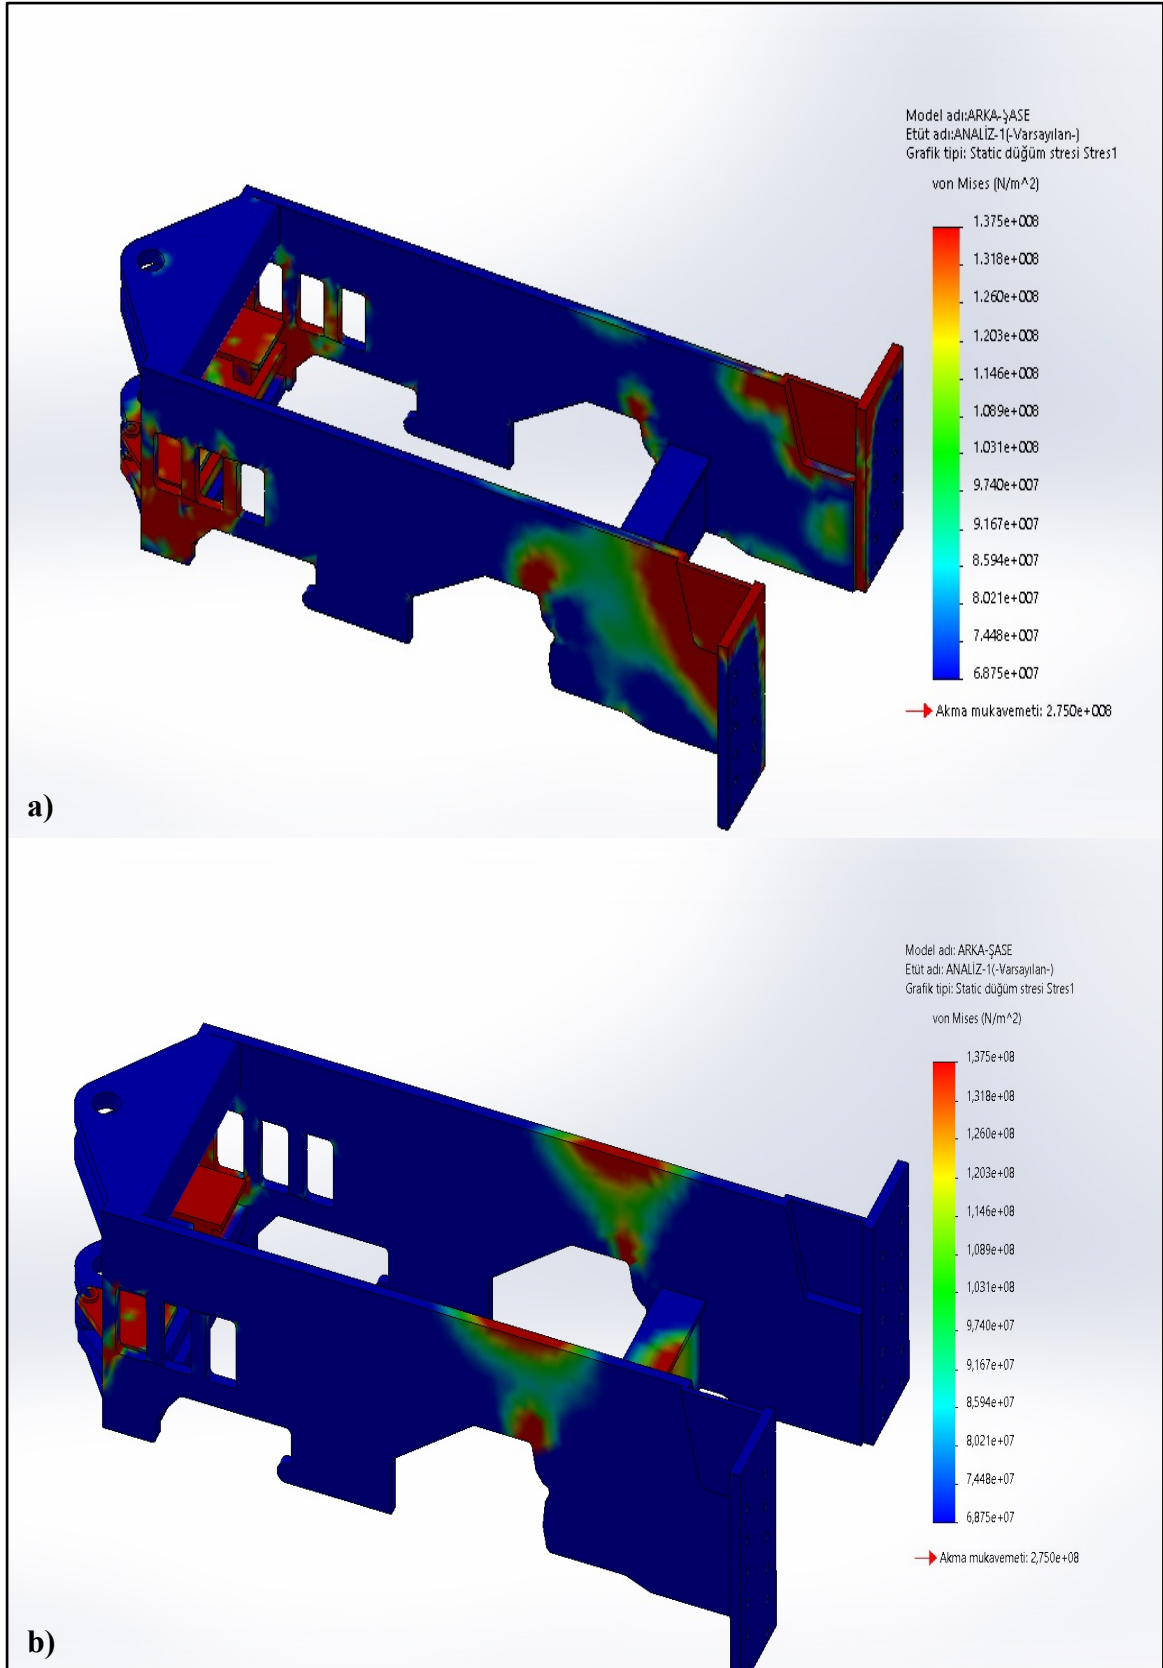 Model adı:ARKA-ŞASE
Etüt adı:ANALİZ-1(-Varsayılan-)
Grafik tipi: Static düğüm stresi Stres1
von Mises (N/m^2)
1.375e+008
1.318e+008
1.260e+008
1.203e+008
1.146e+008
1.089e+008
1.031e+008
9.740e+007
9.167e+007
8.594e+007
8.021e+007
7.448e+007
6.875e+007
Akma mukavemeti: 2.750e+008
a)
Model adı: ARKA-ŞASE
Etüt adı: ANALİZ-1(-Varsayılan-)
Grafik tipi: Static düğüm stresi Stres1
von Mises (N/m^2)
1,375e+08
1,318e+08
1,260e+08
1,203e+08
1,146e+08
1,089e+08
1,031e+08
9,740e+07
9,167e+07
8,594e+07
8,021e+07
7,448e+07
6,875e+07
Akma mukavemeti: 2,750e+08
b)